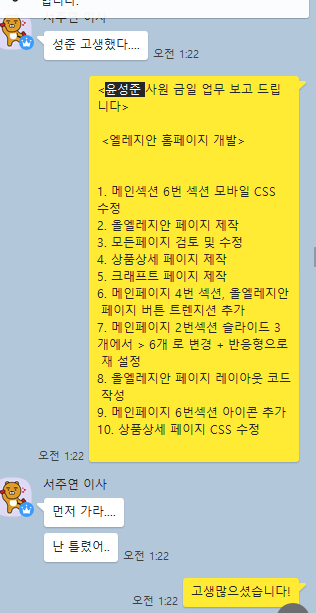 서주연 이사
성준 고생했다....
오전 1:22
<윤성준 사원 금일 업무 보고 드립
니다>
<엘레지안 홈페이지 개발>
1. 메인섹션 6번 섹션 모바일 CSS
수정
2. 올엘레지안 페이지 제작
3. 모든페이지 검토 및 수정
4. 상품상세 페이지 제작
5. 크래프트 페이지 제작
6. 메인페이지 4번 섹션, 올엘레지안
페이지 버튼 트렌지션 추가
7. 메인페이지 2번섹션 슬라이드 3
개에서 > 6개 로 변경 + 반응형으로
재 설정
8. 올엘레지안 페이지 레이아웃 코드
작성
9. 메인페이지 6번섹션 아이콘 추가
10. 상품상세 페이지 CSS 수정
오전 1:22
서주연 이사
먼저 가라....
난 틀렸어..
오전 1:22
오전 1:22
고생많으셨습니다!